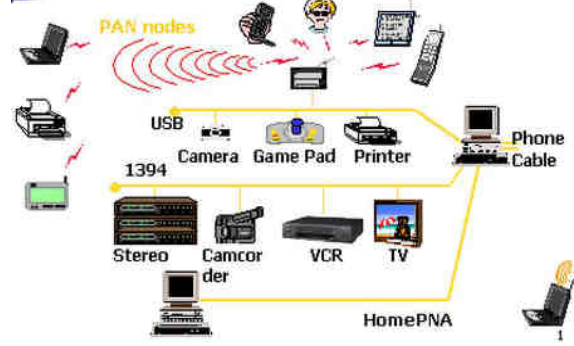 PAN nodes
USB
Camera
Game Pad
Printer
Phone
Cable
1394
Stereo
Camcor
der
VCR
TV
HomePNA
1